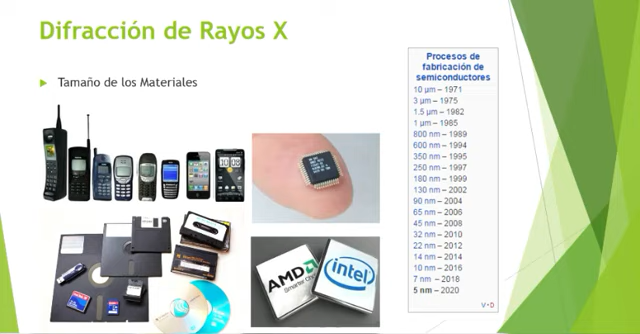 Difracción de Rayos X
Tamaño de los Materiales
Procesos de
fabricación de
semiconductores
10 µm – 1971
3 µm – 1975
1.5 µm – 1982
1 µm – 1985
800 nm – 1989
600 nm – 1994
350 nm – 1995
250 nm – 1997
180 nm – 1999
130 nm – 2002
90 nm – 2004
65 nm – 2006
45 nm – 2008
32 nm – 2010
22 nm – 2012
14 nm – 2014
10 nm – 2016
7 nm – 2018
5 nm – 2020
V·D
AMD
Smarter
intel